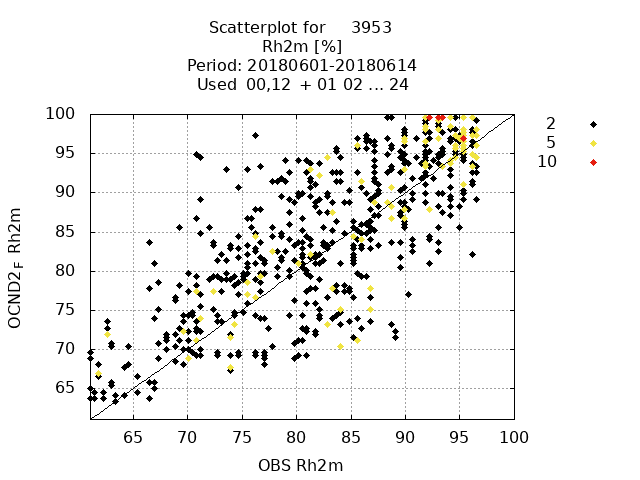 Scatterplot for 3953
Rh2m [%]
Period: 20180601-20180614
Used 00,12 + 01 02 ... 24
100
95
90
85
80
75
70
65
OCND2_F Rh2m
65 70 75 80 85 90 95 100
OBS Rh2m
2
5
10